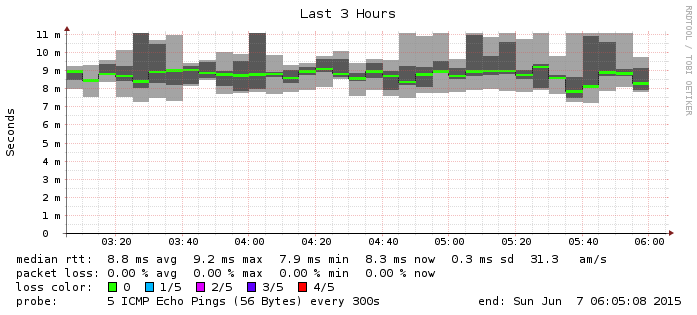 Last 3 Hours
RRDTOOL / TOBI OETIKER
Seconds
11 m
10 m
9 m
8 m
7 m
6 m
5 m
4 m
3 m
2 m
1 m
0
03:20 03:40 04:00 04:20 04:40 05:00 05:20 05:40 06:00
median rtt: 8.8 ms avg 9.2 ms max 7.9 ms min 8.3 ms now 0.3 ms sd 31.3 am/s
packet loss: 0.00 % avg 0.00 % max 0.00 % min 0.00 % now
loss color: 0 1/5 2/5 3/5 4/5
probe: 5 ICMP Echo Pings (56 Bytes) every 300s end: Sun Jun 7 06:05:08 2015